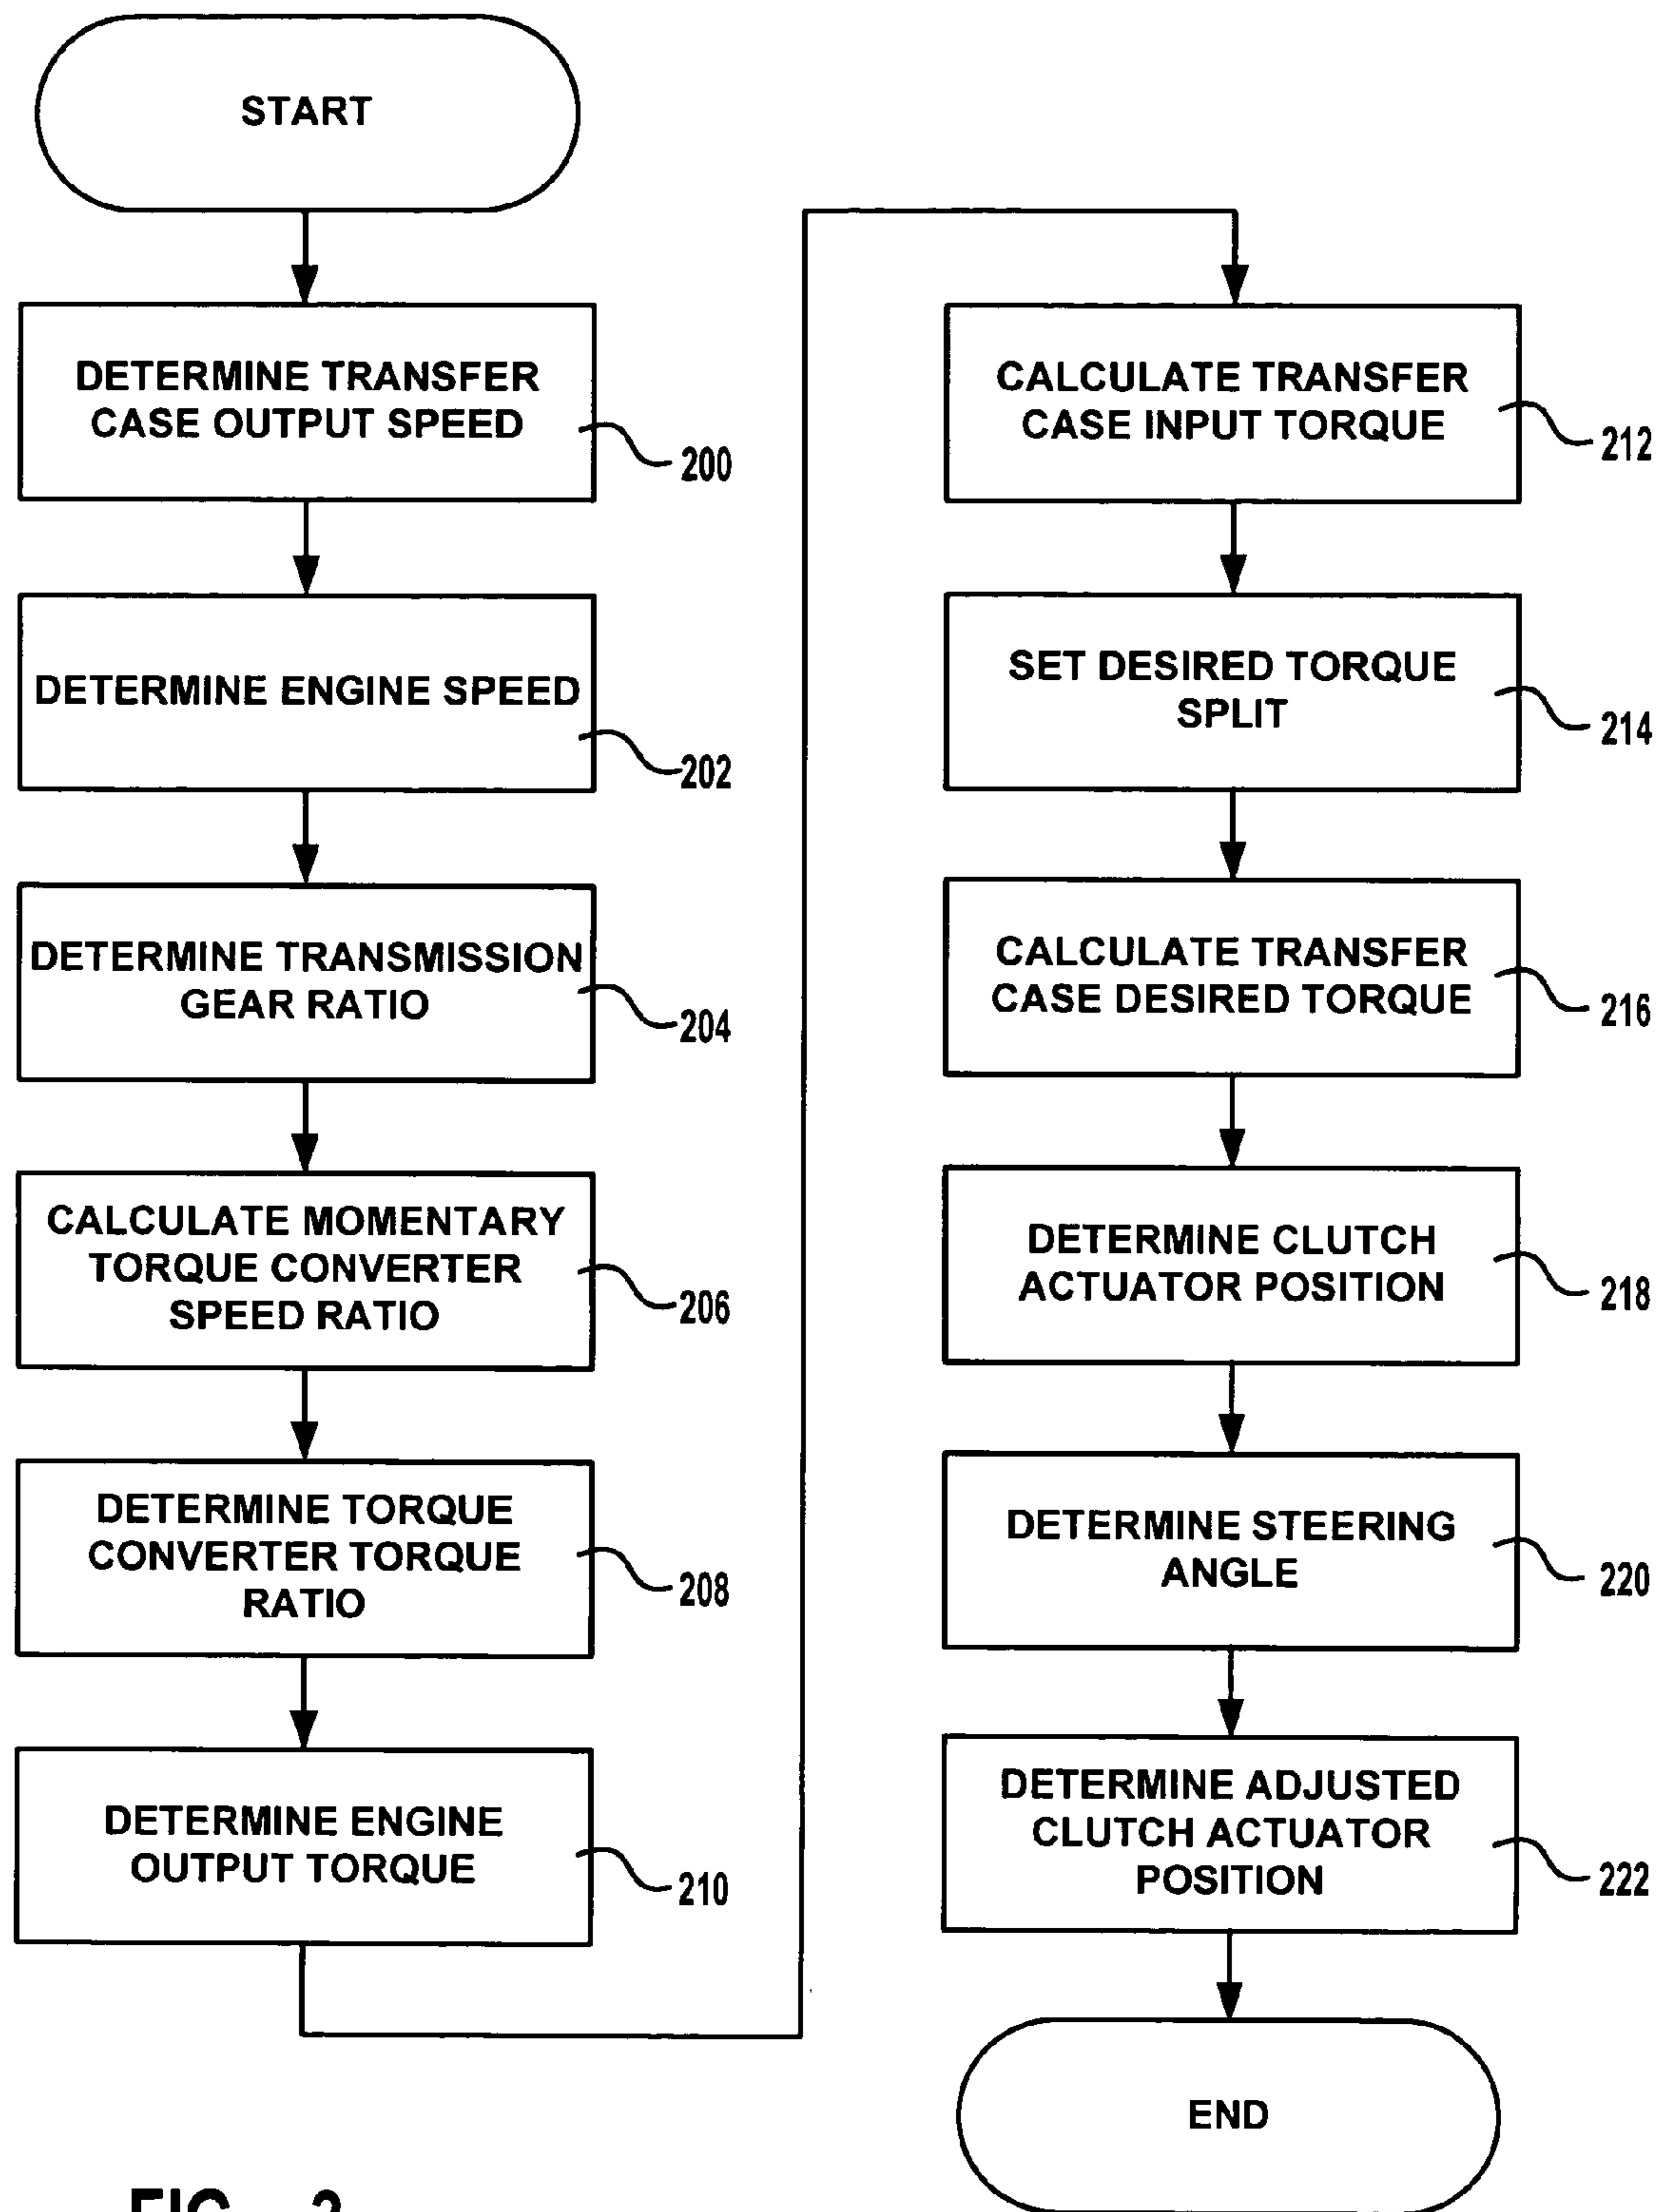 START
DETERMINE TRANSFER
CASE OUTPUT SPEED
200
DETERMINE ENGINE SPEED
202
DETERMINE TRANSMISSION
GEAR RATIO
204
CALCULATE MOMENTARY
TORQUE CONVERTER
SPEED RATIO
206
DETERMINE TORQUE
CONVERTER TORQUE
RATIO
208
DETERMINE ENGINE
OUTPUT TORQUE
210
CALCULATE TRANSFER
CASE INPUT TORQUE
212
SET DESIRED TORQUE
SPLIT
214
CALCULATE TRANSFER
CASE DESIRED TORQUE
216
DETERMINE CLUTCH
ACTUATOR POSITION
218
DETERMINE STEERING
ANGLE
220
DETERMINE ADJUSTED
CLUTCH ACTUATOR
POSITION
222
END
FIG